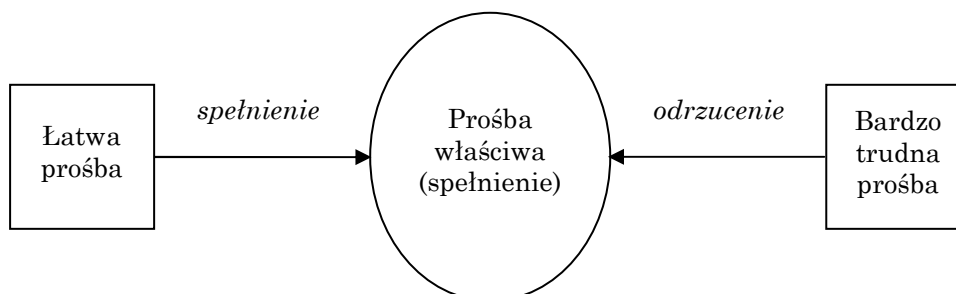 Łatwa
prośba
spełnienie
Prośba
właściwa
(spełnienie)
odrzucenie
Bardzo
trudna
prośba